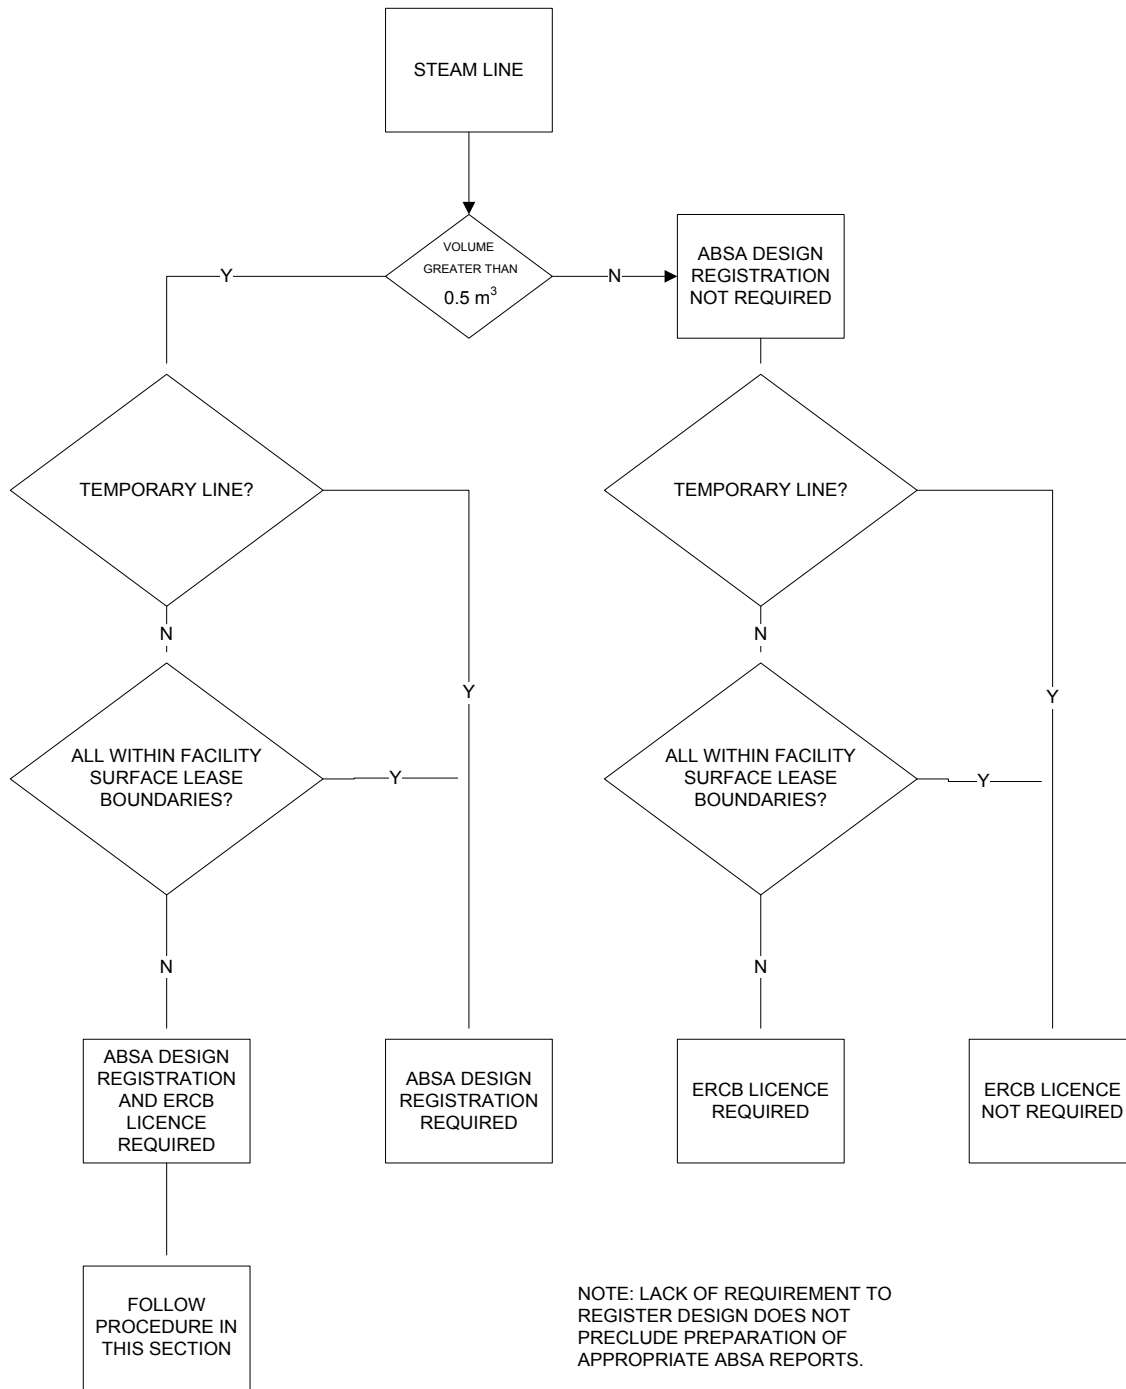 STEAM LINE
VOLUME
GREATER THAN
0.5 m³
Y
N
ABSA DESIGN
REGISTRATION
NOT REQUIRED
TEMPORARY LINE?
TEMPORARY LINE?
N
N
Y
Y
ALL WITHIN FACILITY
SURFACE LEASE
BOUNDARIES?
Y
ALL WITHIN FACILITY
SURFACE LEASE
BOUNDARIES?
Y
N
N
ABSA DESIGN
REGISTRATION
AND ERCB
LICENCE
REQUIRED
ABSA DESIGN
REGISTRATION
REQUIRED
ERCB LICENCE
REQUIRED
ERCB LICENCE
NOT REQUIRED
FOLLOW
PROCEDURE IN
THIS SECTION
NOTE: LACK OF REQUIREMENT TO
REGISTER DESIGN DOES NOT
PRECLUDE PREPARATION OF
APPROPRIATE ABSA REPORTS.